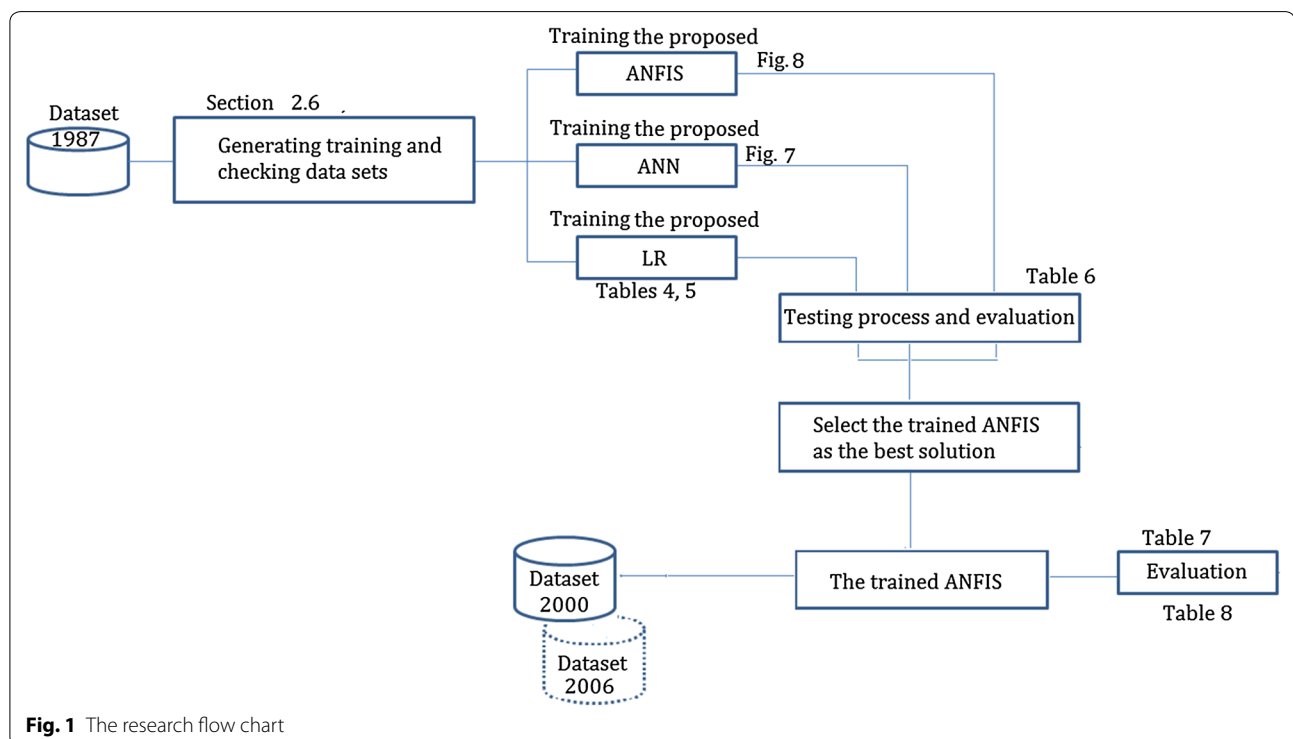 Training the proposed
ANFIS
Fig. 8
Dataset
1987
Section 2.6
Generating training and
checking data sets
Training the proposed
ANN
Fig. 7
Training the proposed
LR
Tables 4, 5
Table 6
Testing process and evaluation
Select the trained ANFIS
as the best solution
Dataset
2000
The trained ANFIS
Table 7
Evaluation
Table 8
Dataset
2006
Fig. 1 The research flow chart